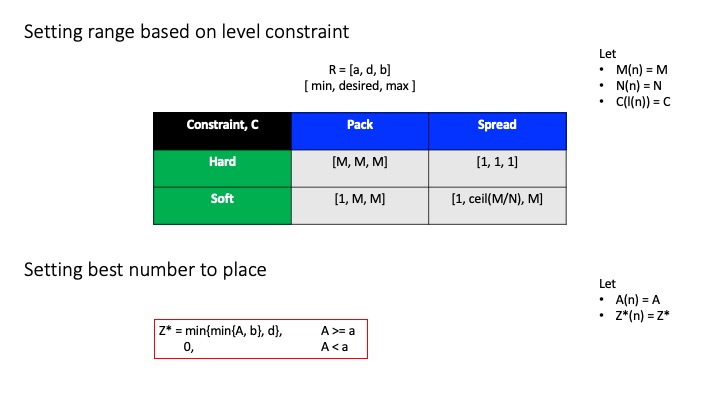 Setting range based on level constraint
Let
• M(n) = M
• N(n) = N
• C(l(n)) = C
R = [a, d, b]
[ min, desired, max ]
Constraint, C Pack Spread
Hard [M, M, M] [1, 1, 1]
Soft [1, M, M] [1, ceil(M/N), M]
Setting best number to place
Let
• A(n) = A
• Z*(n) = Z*
Z* = min{min{A, b}, d}, A >= a
0, A < a